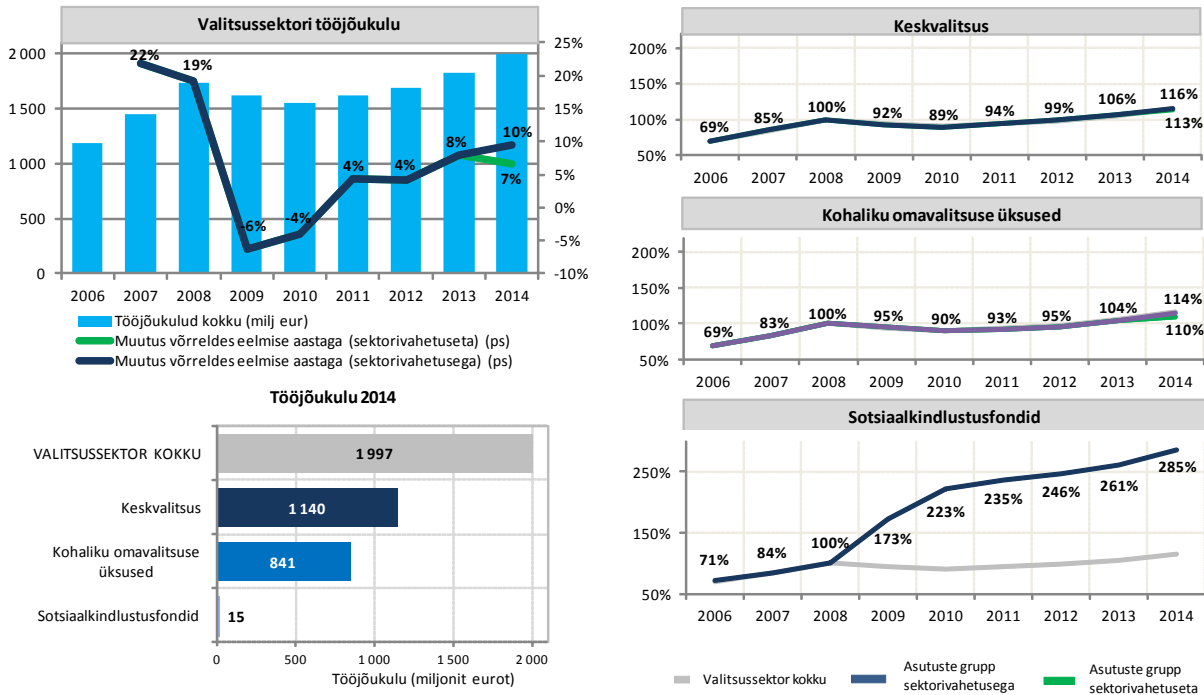 Valitsussektori tööjõukulu
2 000
1 500
1 000
500
0
25%
20%
15%
10%
5%
0%
-5%
-10%
22%
19%
-6%
-4%
4%
4%
8%
10%
7%
2006 2007 2008 2009 2010 2011 2012 2013 2014
Tööjõukulud kokku (milj eur)
Muutus võrreldes eelmise aastaga (sektorivahetuseta) (ps)
Muutus võrreldes eelmise aastaga (sektorivahetusega) (ps)
Tööjõukulu 2014
VALITSUSSEKTOR KOKKU
1 997
Keskvalitsus
1 140
Kohaliku omavalitsuse
üksused
841
Sotsiaalkindlustusfondid
15
0 500 1 000 1 500 2 000
Tööjõukulu (miljonit eurot)
Keskvalitsus
200%
150%
100%
50%
69% 85% 100% 92% 89% 94% 99% 106% 116%
113%
2006 2007 2008 2009 2010 2011 2012 2013 2014
Kohaliku omavalitsuse üksused
200%
150%
100%
50%
69% 83% 100% 95% 90% 93% 95% 104% 114%
110%
2006 2007 2008 2009 2010 2011 2012 2013 2014
Sotsiaalkindlustusfondid
250%
150%
50%
71% 84% 100% 173% 223% 235% 246% 261% 285%
2006 2007 2008 2009 2010 2011 2012 2013 2014
Valitsussektor kokku
Asutuste grupp
sektorivahetusega
Asutuste grupp
sektorivahetuseta